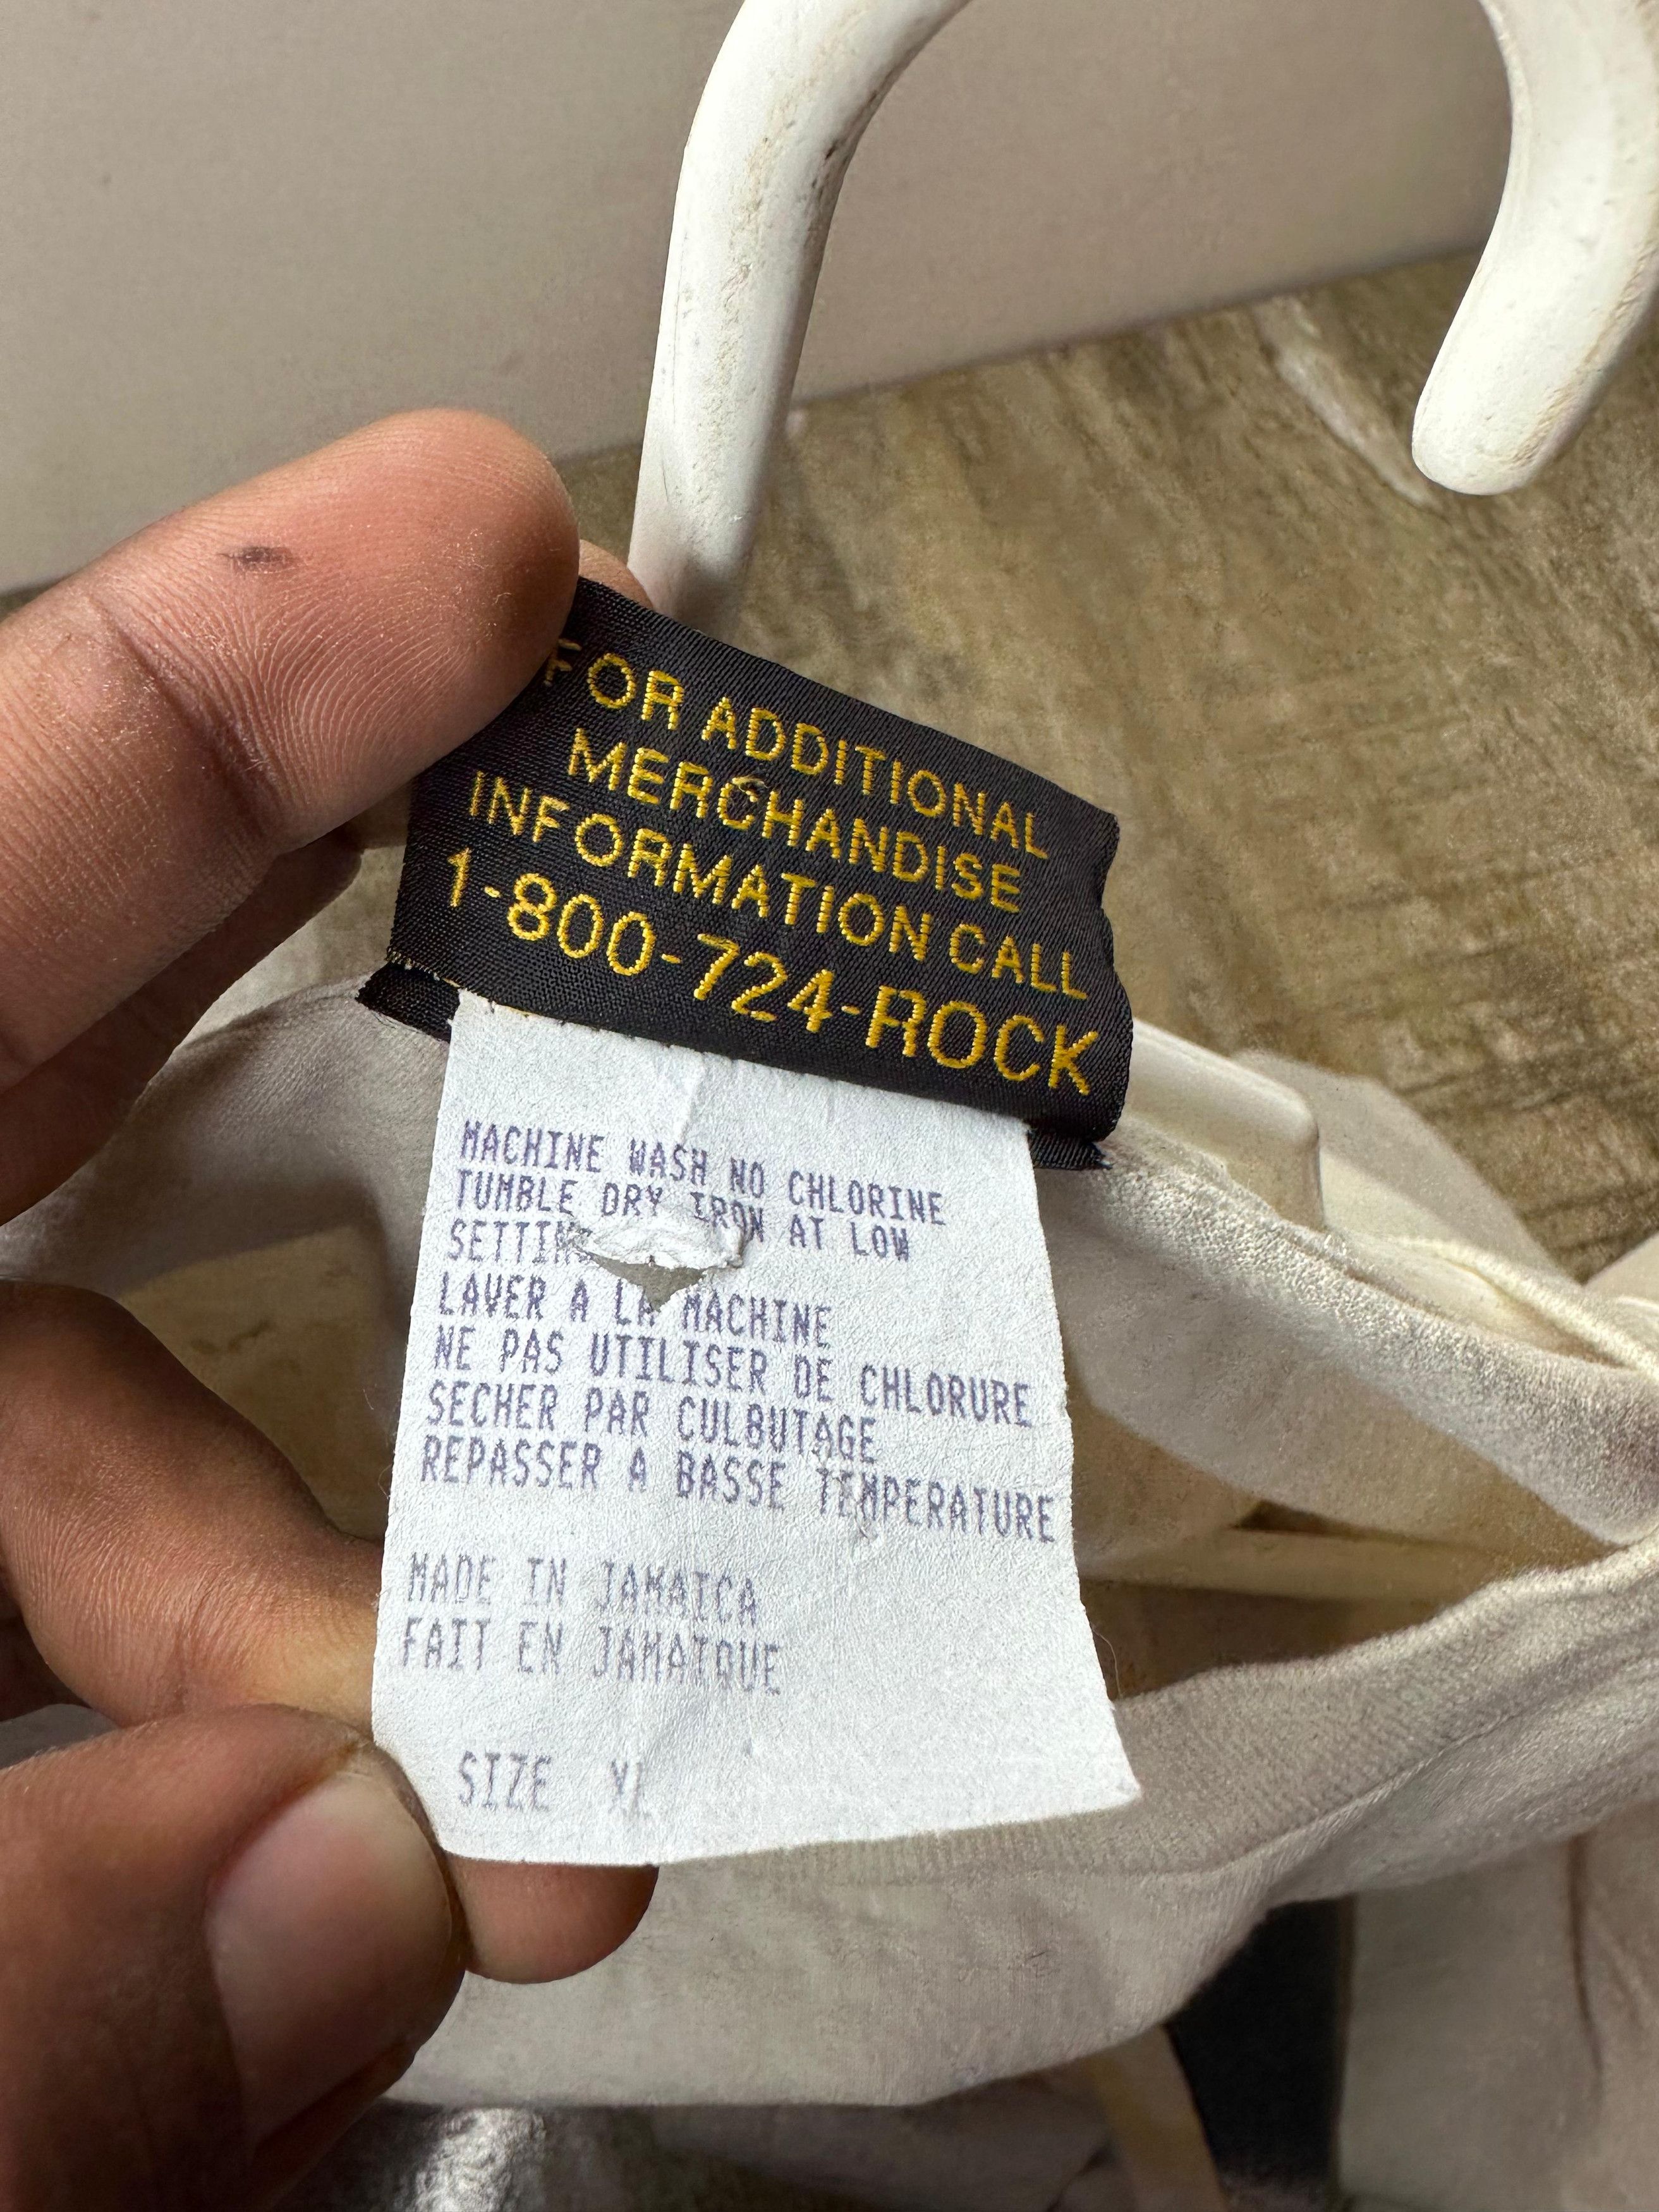 FOR ADDITIONAL
MERCHANDISE
INFORMATION CALL
1-800-724-ROCK
MACHINE WASH NO CHLORINE
TUMBLE DRY IRON AT LOW
SETTING
LAVER A LA MACHINE
NE PAS UTILISER DE CHLORURE
SECHER PAR CULBUTAGE
REPASSER A BASSE TEMPERATURE
MADE IN JAMAICA
FAIT EN JAMAIQUE
SIZE XL